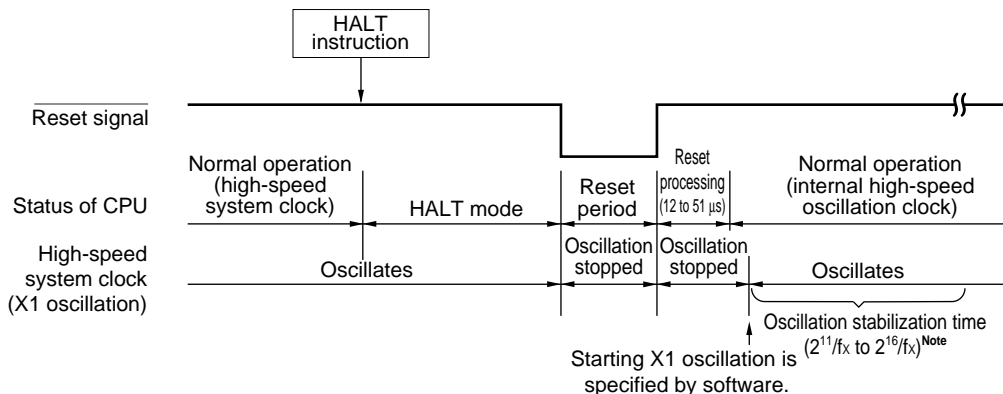 HALT
instruction
Reset signal
Normal operation
(high-speed
system clock)
HALT mode
Reset
period
Reset
processing
(12 to 51 μs)
Normal operation
(internal high-speed
oscillation clock)
Status of CPU
High-speed
system clock
(X1 oscillation)
Oscillates
Oscillation
stopped
Oscillation
stopped
Oscillates
Oscillation stabilization time
(2¹¹/fX to 2¹⁶/fX)Note
Starting X1 oscillation is
specified by software.